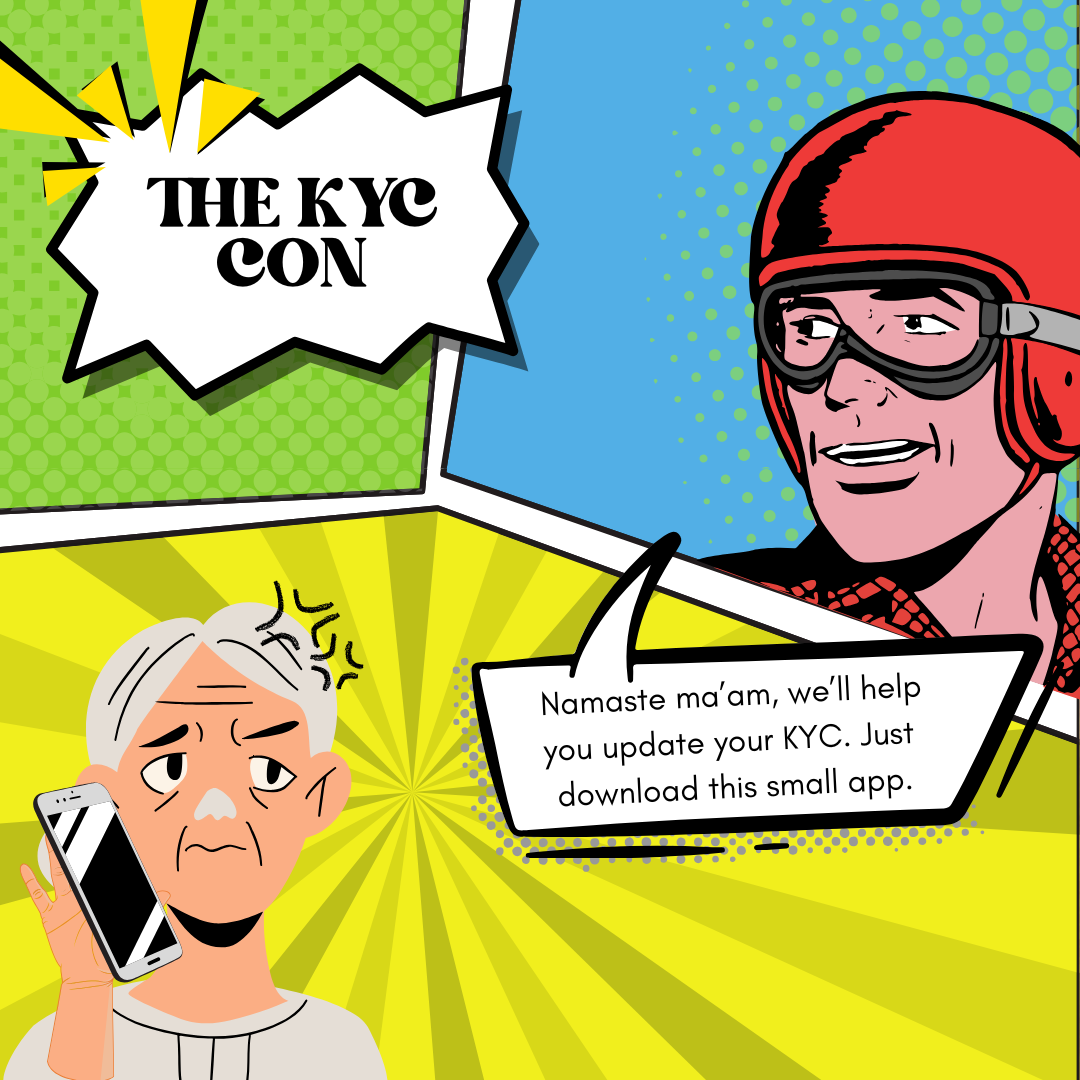 THE KYC
CON
Namaste ma’am, we’ll help
you update your KYC. Just
download this small app.